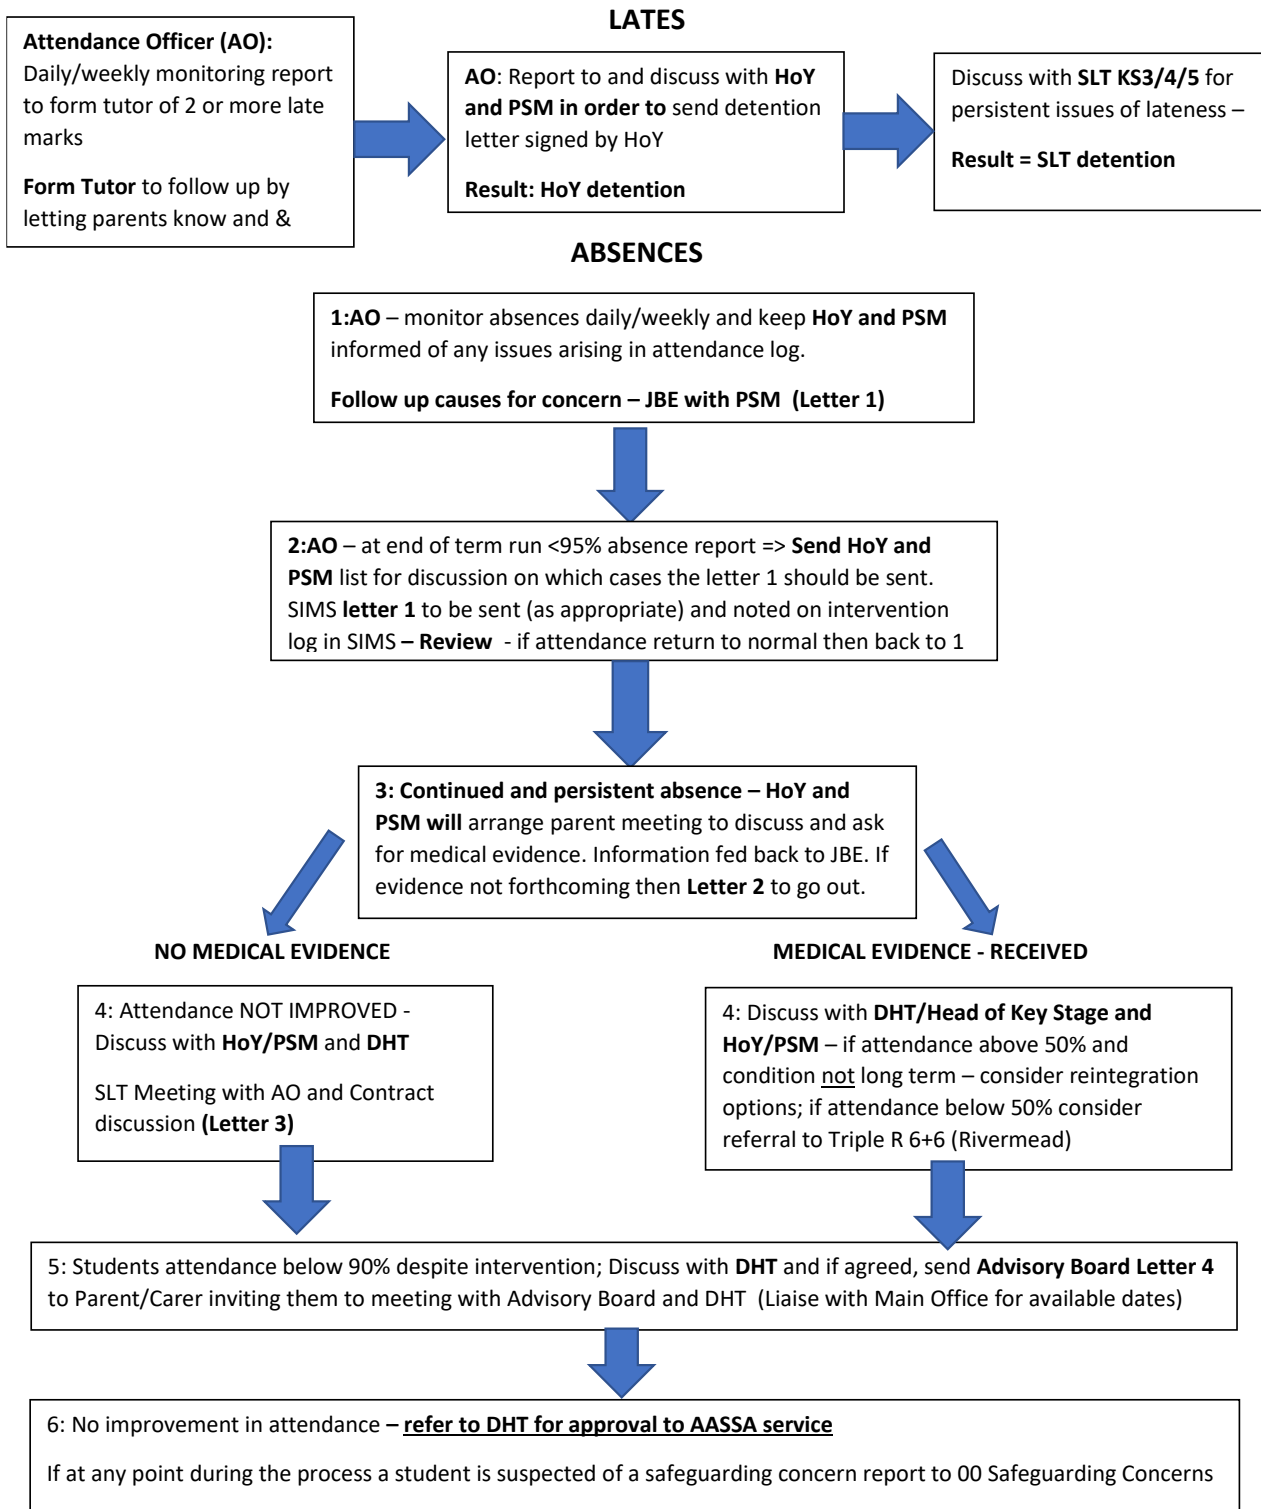 LATES
Attendance Officer (AO):
Daily/weekly monitoring report
to form tutor of 2 or more late
marks
Form Tutor to follow up by
letting parents know and &
AO: Report to and discuss with HoY
and PSM in order to send detention
letter signed by HoY
Result: HoY detention
Discuss with SLT KS3/4/5 for
persistent issues of lateness –
Result = SLT detention
ABSENCES
1:AO – monitor absences daily/weekly and keep HoY and PSM
informed of any issues arising in attendance log.
Follow up causes for concern – JBE with PSM (Letter 1)
2:AO – at end of term run <95% absence report => Send HoY and
PSM list for discussion on which cases the letter 1 should be sent.
SIMS letter 1 to be sent (as appropriate) and noted on intervention
log in SIMS – Review - if attendance return to normal then back to 1
3: Continued and persistent absence – HoY and
PSM will arrange parent meeting to discuss and ask
for medical evidence. Information fed back to JBE. If
evidence not forthcoming then Letter 2 to go out.
NO MEDICAL EVIDENCE
4: Attendance NOT IMPROVED -
Discuss with HoY/PSM and DHT
SLT Meeting with AO and Contract
discussion (Letter 3)
MEDICAL EVIDENCE - RECEIVED
4: Discuss with DHT/Head of Key Stage and
HoY/PSM – if attendance above 50% and
condition not long term – consider reintegration
options; if attendance below 50% consider
referral to Triple R 6+6 (Rivermead)
5: Students attendance below 90% despite intervention; Discuss with DHT and if agreed, send Advisory Board Letter 4
to Parent/Carer inviting them to meeting with Advisory Board and DHT (Liaise with Main Office for available dates)
6: No improvement in attendance – refer to DHT for approval to AASSA service
If at any point during the process a student is suspected of a safeguarding concern report to 00 Safeguarding Concerns